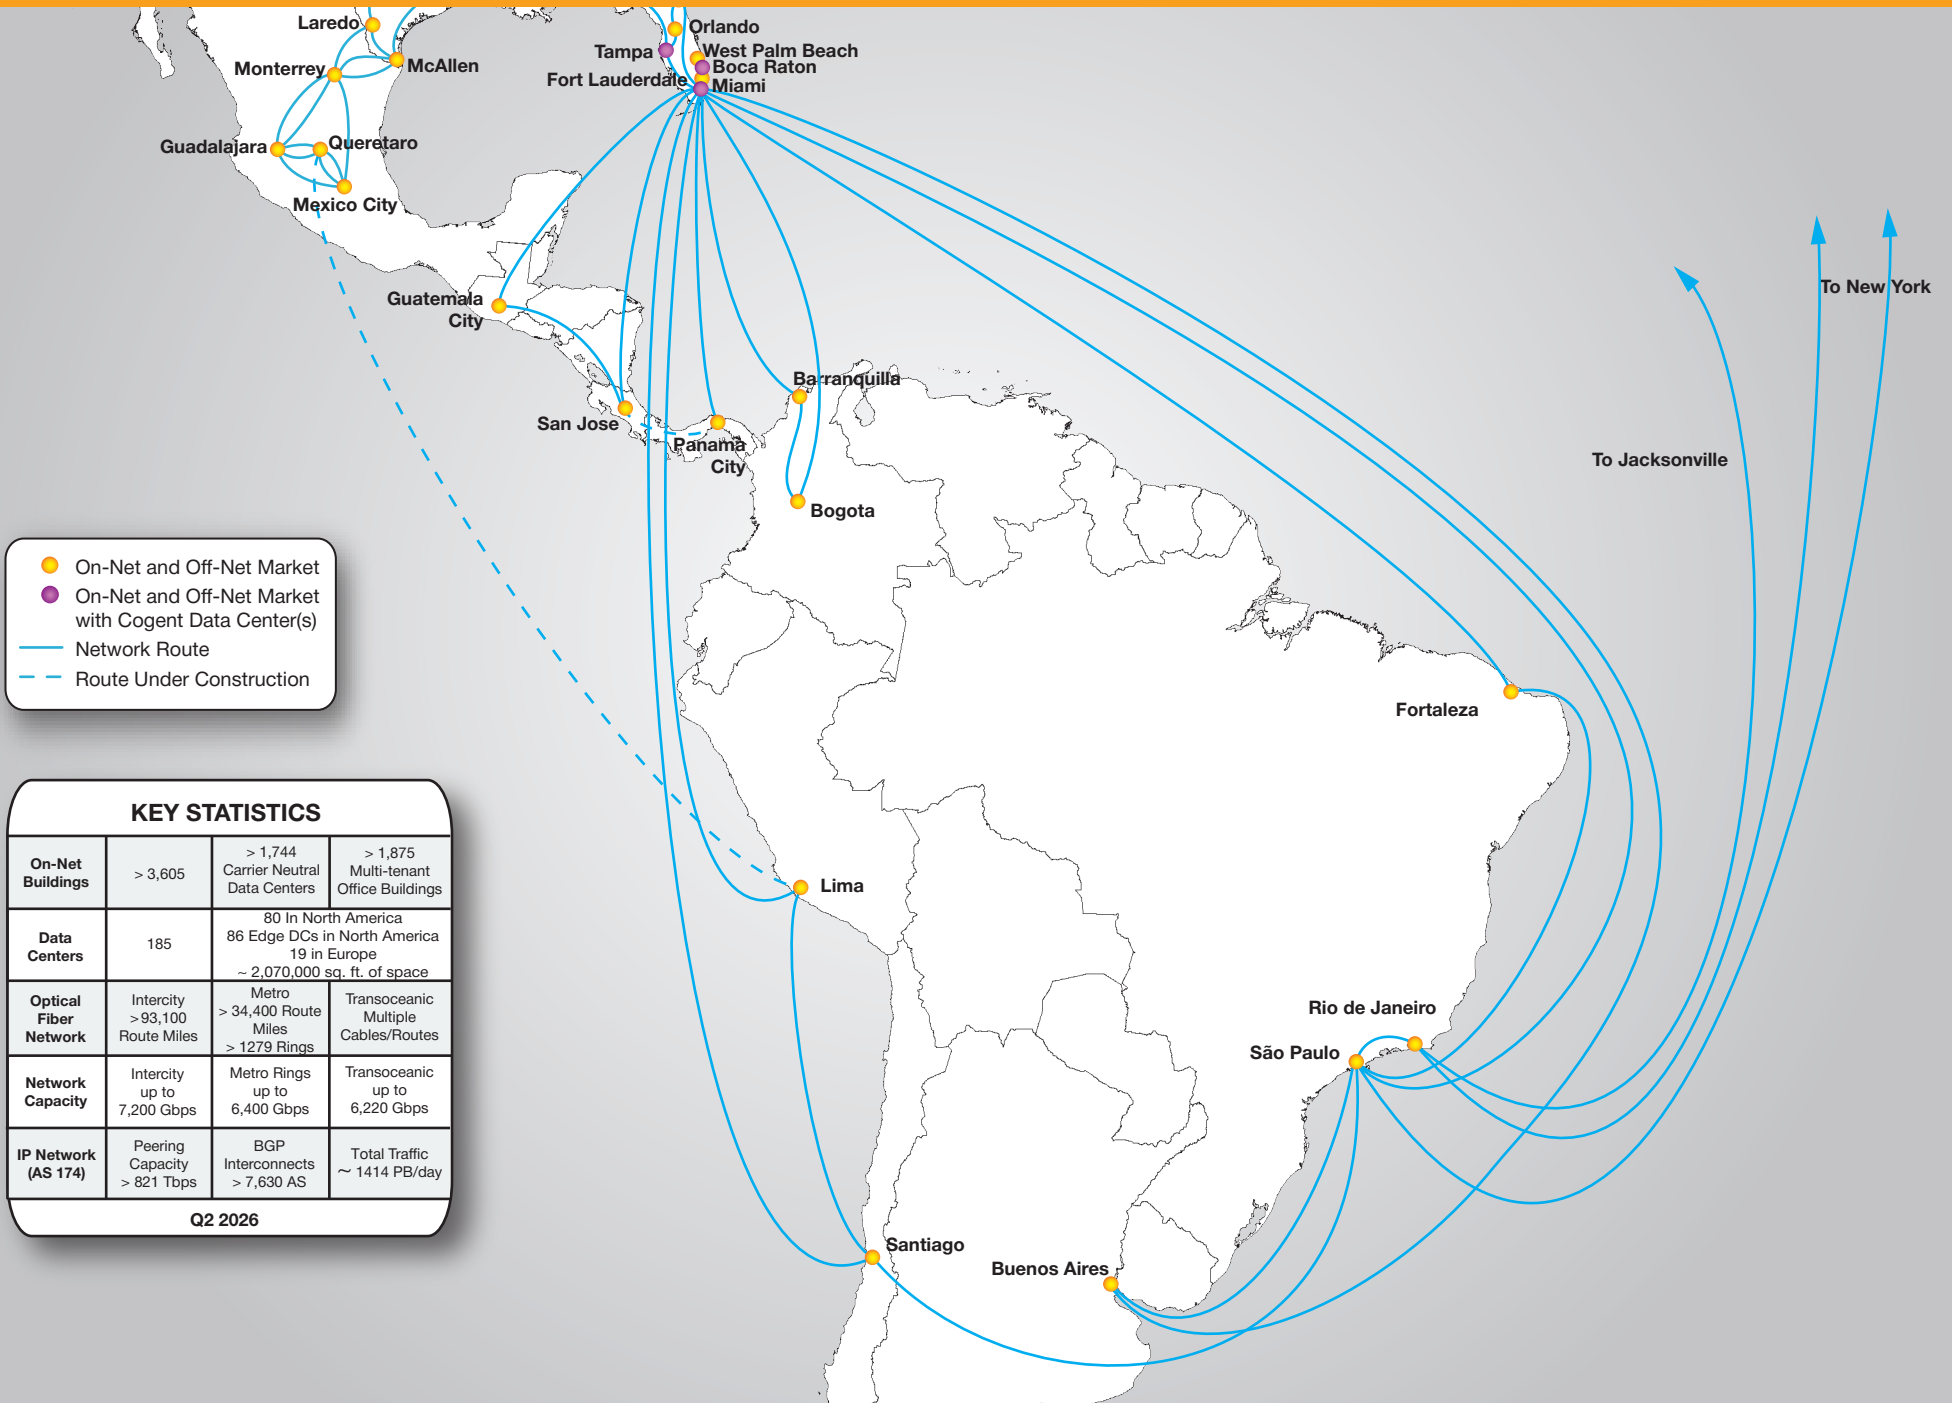 Laredo
Orlando
Tampa
West Palm Beach
Monterrey
McAllen
Boca Raton
Fort Lauderdale
Miami
Guadalajara
Queretaro
Mexico City
To New York
Guatemala
City
Barranquilla
San Jose
Panama
City
To Jacksonville
Bogota
On-Net and Off-Net Market
On-Net and Off-Net Market
with Cogent Data Center(s)
Network Route
Route Under Construction
Fortaleza
Lima
Rio de Janeiro
São Paulo
Santiago
Buenos Aires
KEY STATISTICS
On-Net
Buildings
> 3,605
> 1,744
Carrier Neutral
Data Centers
> 1,875
Multi-tenant
Office Buildings
Data
Centers
185
80 In North America
86 Edge DCs in North America
19 in Europe
~ 2,070,000 sq. ft. of space
Optical
Fiber
Network
Intercity
>93,100
Route Miles
Metro
> 34,400 Route
Miles
> 1279 Rings
Transoceanic
Multiple
Cables/Routes
Network
Capacity
Intercity
up to
7,200 Gbps
Metro Rings
up to
6,400 Gbps
Transoceanic
up to
6,220 Gbps
IP Network
(AS 174)
Peering
Capacity
> 821 Tbps
BGP
Interconnects
> 7,630 AS
Total Traffic
~ 1414 PB/day
Q2 2026